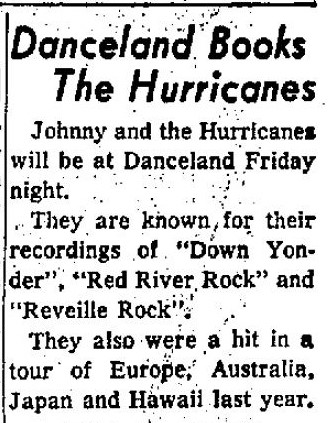 Danceland Books
The Hurricanes
Johnny and the Hurricanes
will be at Danceland Friday
night.
They are known for their
recordings of "Down Yon-
der", "Red River Rock" and
"Reveille Rock".
They also were a hit in a
tour of Europe, Australia,
Japan and Hawaii last year.